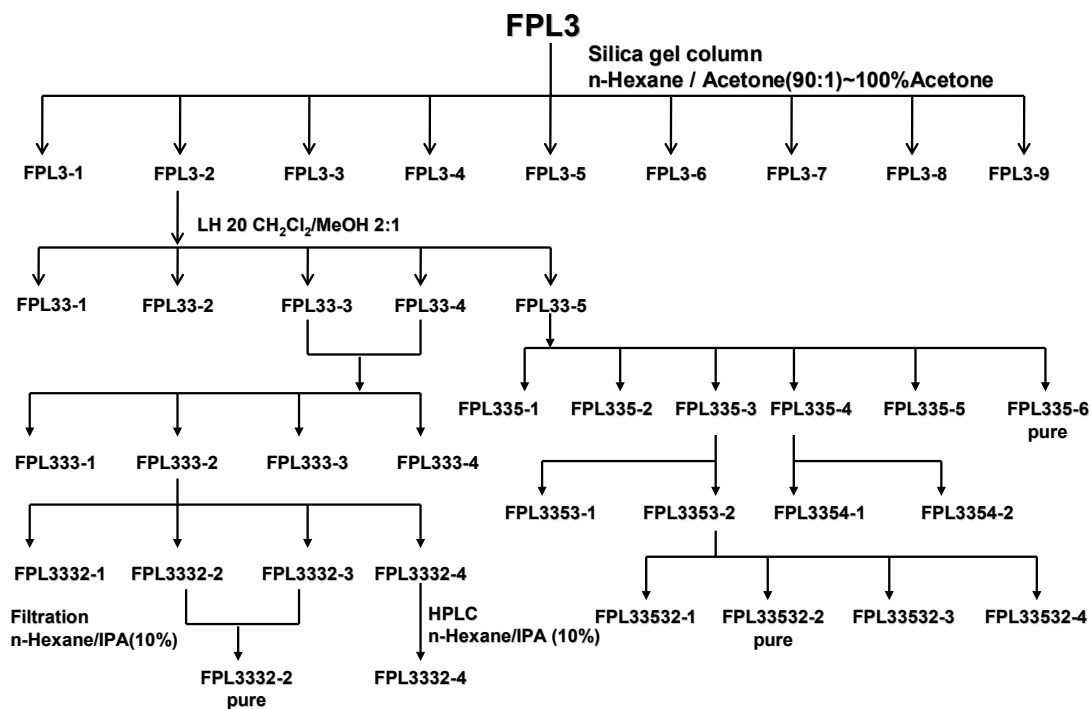 FPL3
Silica gel column
n-Hexane / Acetone(90:1)~100%Acetone
FPL3-1 FPL3-2 FPL3-3 FPL3-4 FPL3-5 FPL3-6 FPL3-7 FPL3-8 FPL3-9
LH 20 CH₂Cl₂/MeOH 2:1
FPL33-1 FPL33-2 FPL33-3 FPL33-4 FPL33-5
FPL335-1 FPL335-2 FPL335-3 FPL335-4 FPL335-5 FPL335-6
pure
FPL333-1 FPL333-2 FPL333-3 FPL333-4
FPL3353-1 FPL3353-2 FPL3354-1 FPL3354-2
FPL3332-1 FPL3332-2 FPL3332-3 FPL3332-4
Filtration
n-Hexane/IPA(10%)
HPLC
n-Hexane/IPA (10%)
FPL33532-1 FPL33532-2 FPL33532-3 FPL33532-4
pure
FPL3332-2 FPL3332-4
pure